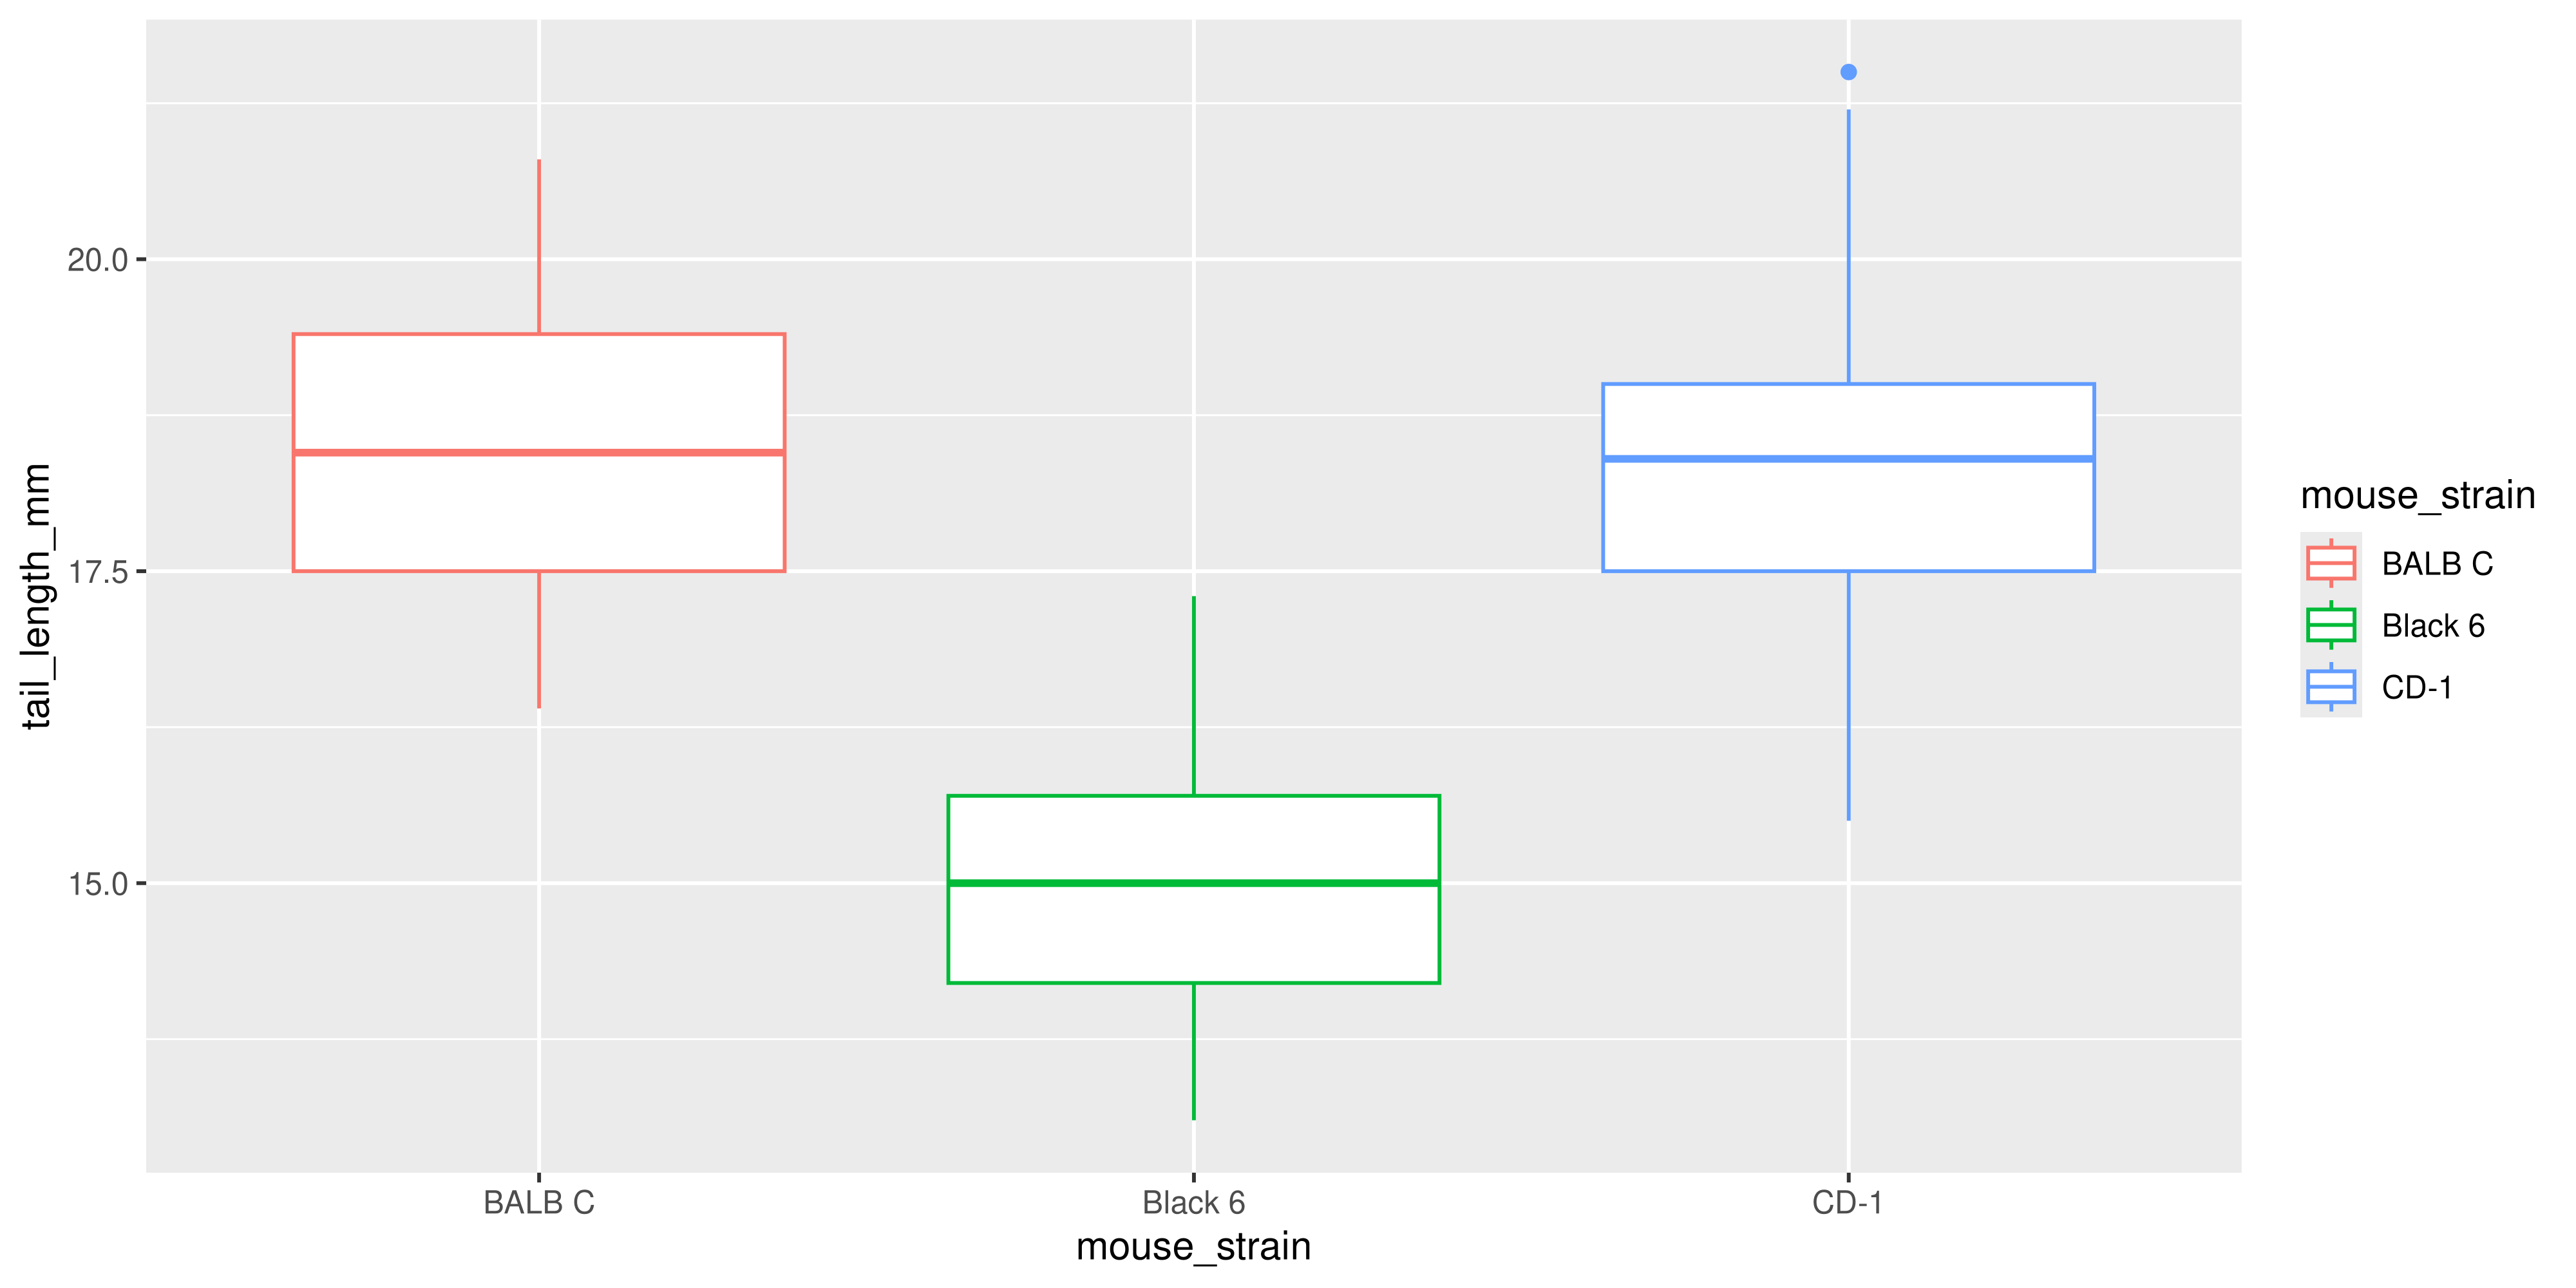 tail_length_mm
20.0
17.5
15.0
BALB C
Black 6
CD-1
mouse_strain
mouse_strain
BALB C
Black 6
CD-1